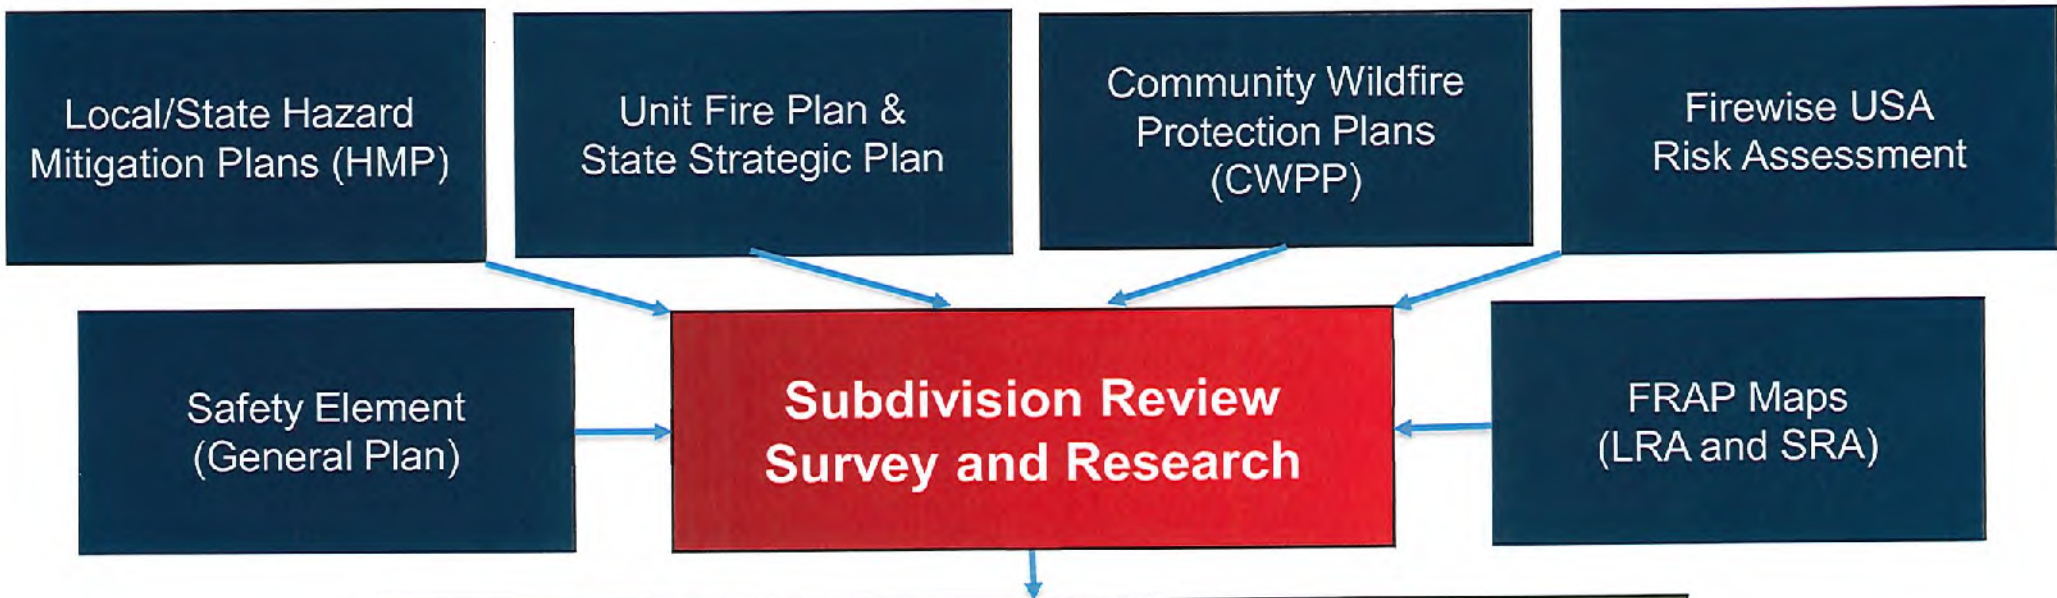 Local/State Hazard
Mitigation Plans (HMP)
Unit Fire Plan &
State Strategic Plan
Community Wildfire
Protection Plans
(CWPP)
Firewise USA
Risk Assessment
Safety Element
(General Plan)
Subdivision Review
Survey and Research
FRAP Maps
(LRA and SRA)